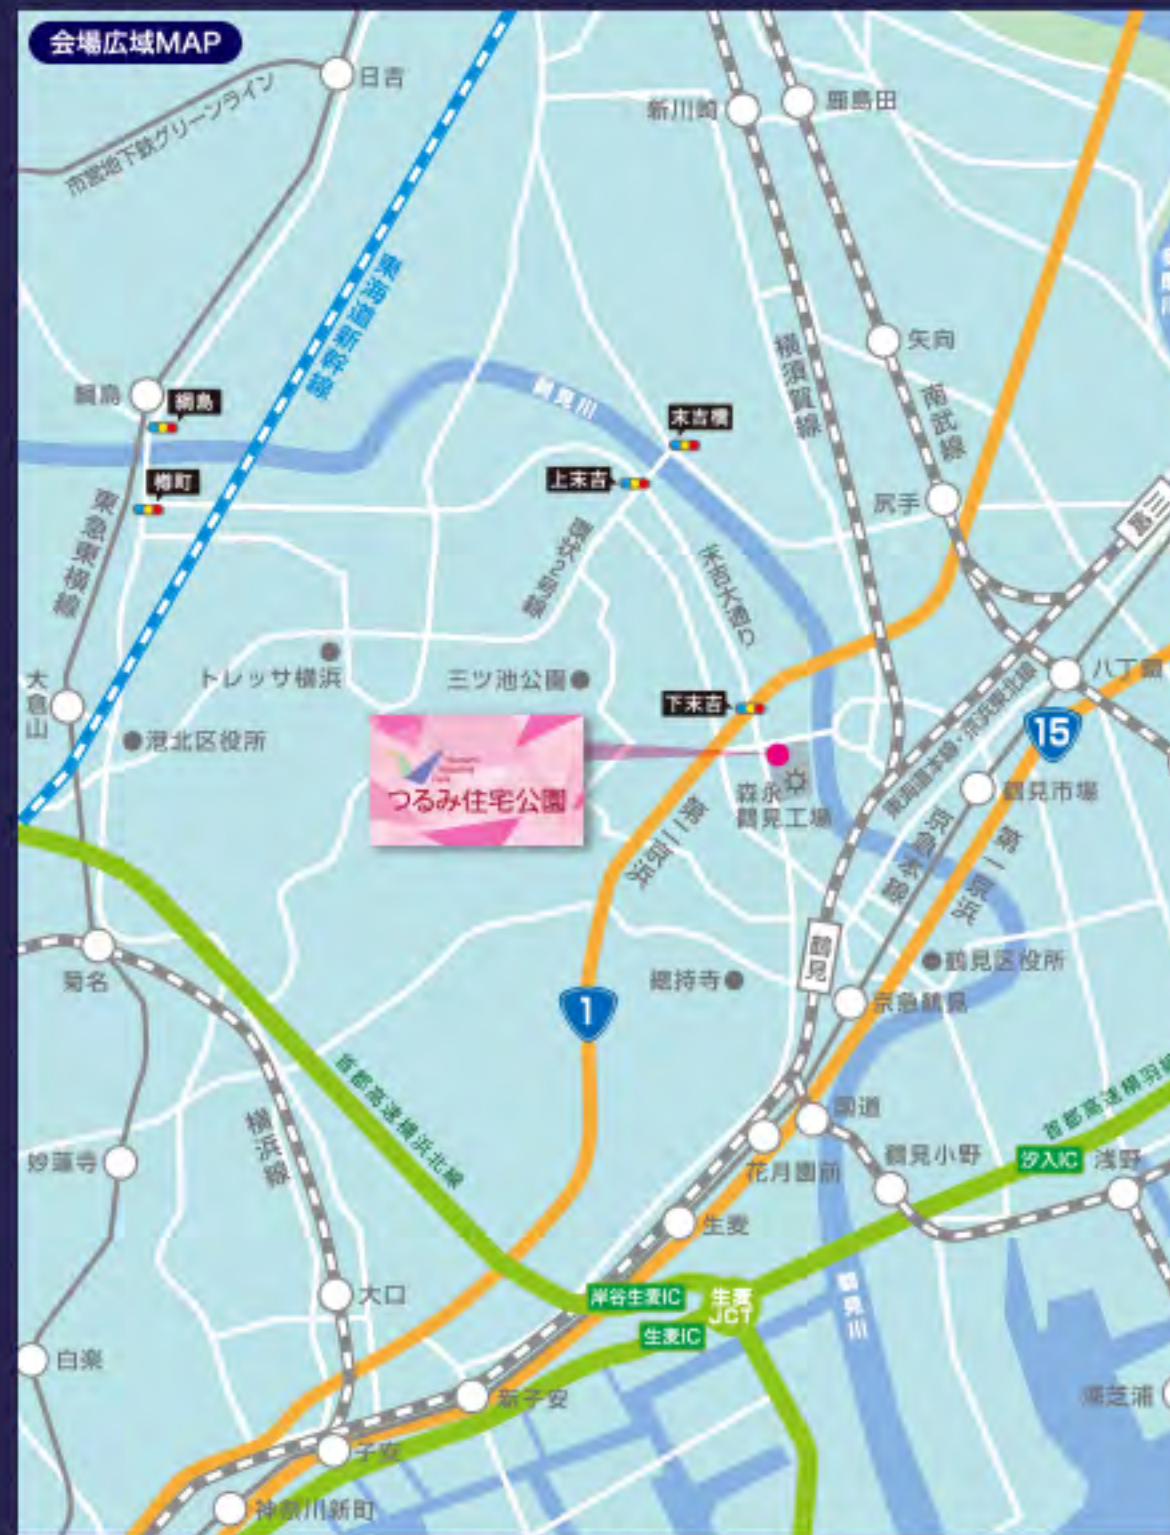 会場広域MAP
日吉
市営地下鉄グリーンライン
新川崎
鹿島田
東海道新幹線
矢向
横須賀線
南武線
綱島
綱島
鶴見川
末吉橋
上末吉
樽町
尻手
東急東横線
環状2号線
末吉大通り
トレッサ横浜
三ツ池公園
八丁畷
大倉山
下末吉
港北区役所
東海道本線・京浜東北線
15
つるみ住宅公園
森永
鶴見工場
鶴見市場
第二京浜
京急本線
第一京浜
鶴見
鶴見区役所
菊名
總持寺
京急鶴見
1
首都高速横浜北線
首都高速横羽線
国道
横浜線
妙蓮寺
花月園前
鶴見小野
汐入IC
浅野
生麦
大口
岸谷生麦IC
生麦
JCT
鶴見川
生麦IC
白楽
新子安
子安
神奈川新町